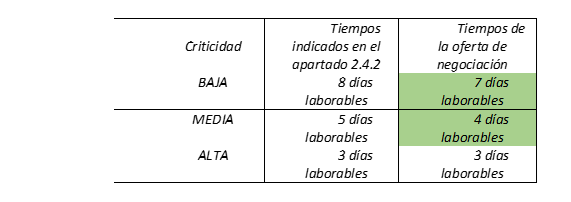 Criticidad
Tiempos
indicados en el
apartado 2.4.2
Tiempos de
la oferta de
negociación
BAJA
8 días
laborables
7 días
laborables
MEDIA
5 días
laborables
4 días
laborables
ALTA
3 días
laborables
3 días
laborables